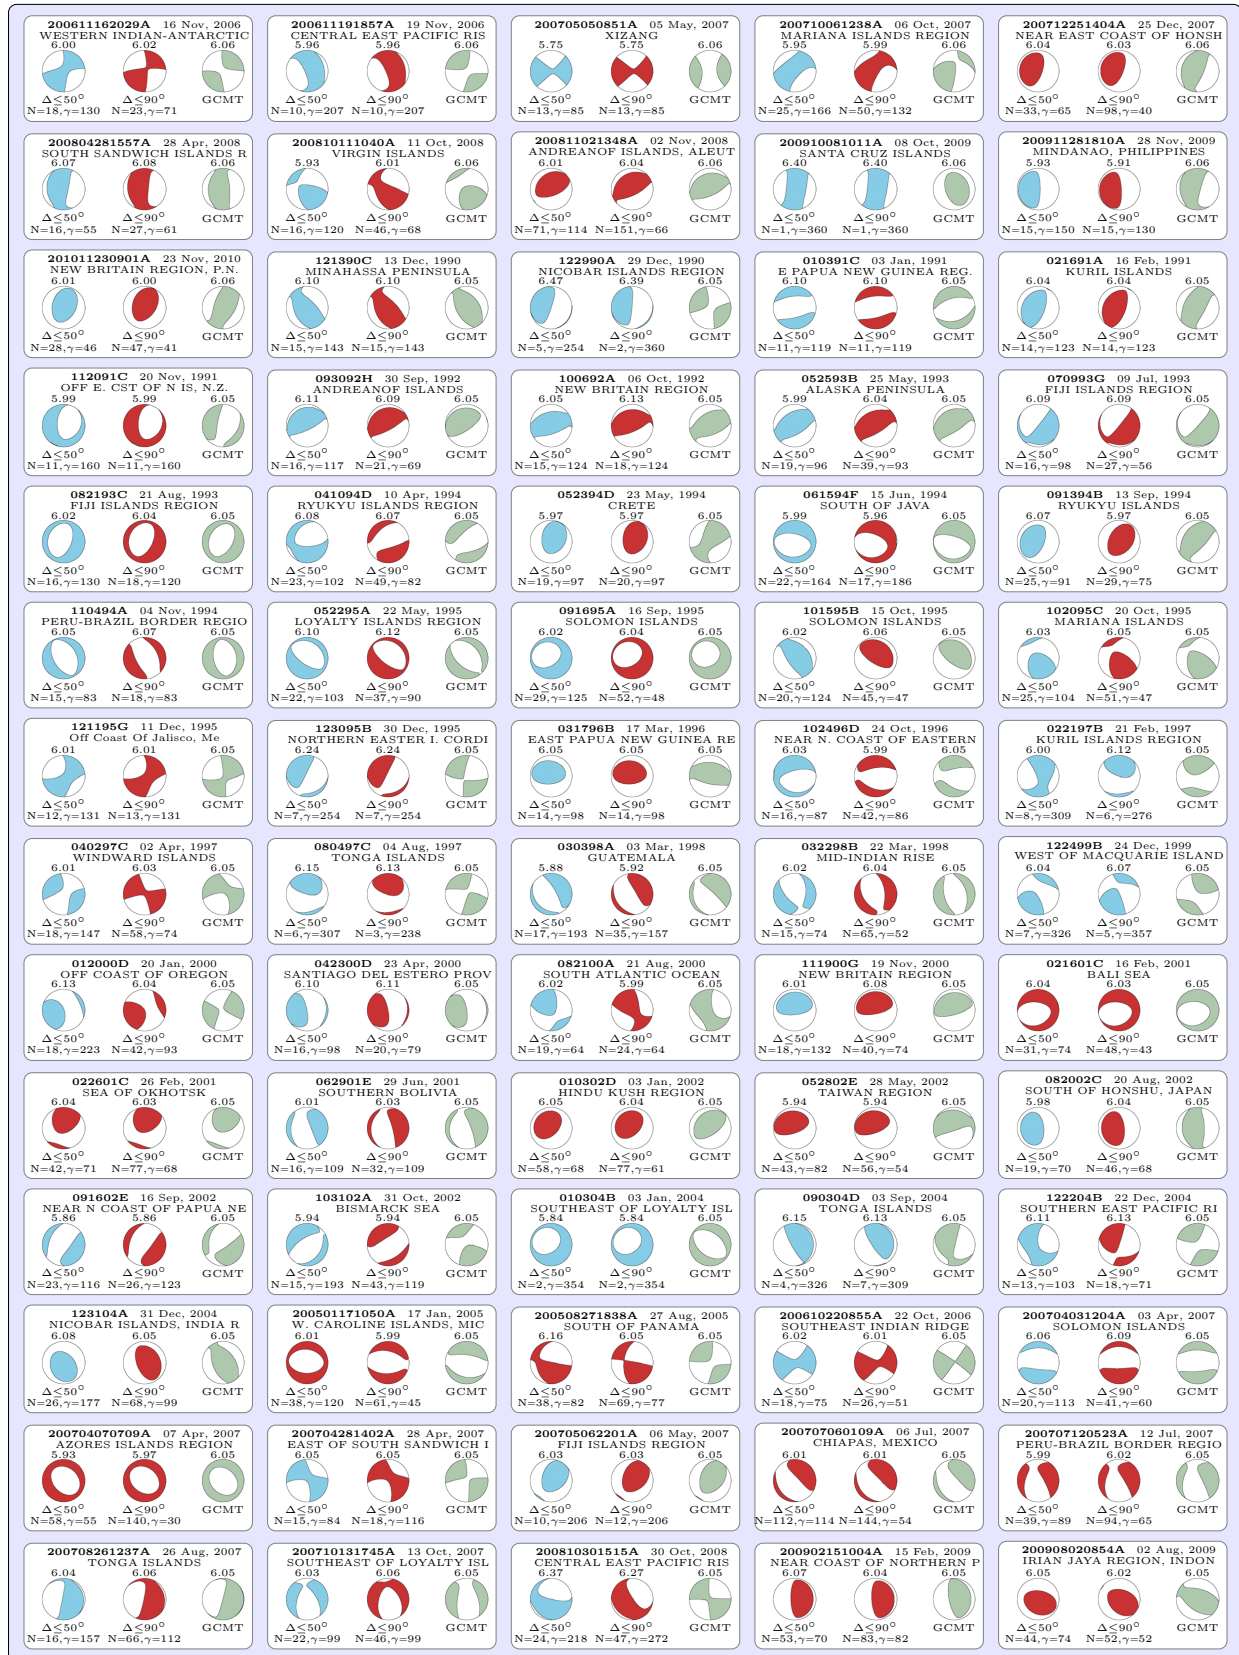 200611162029A 16 Nov, 2006
WESTERN INDIAN-ANTARCTIC
6.00 6.02 6.06
Δ≤50° Δ≤90° GCMT
N=18,γ=130 N=23,γ=71
200611191857A 19 Nov, 2006
CENTRAL EAST PACIFIC RIS
5.96 5.96 6.06
Δ≤50° Δ≤90° GCMT
N=10,γ=207 N=10,γ=207
200705050851A 05 May, 2007
XIZANG
5.75 5.75 6.06
Δ≤50° Δ≤90° GCMT
N=13,γ=85 N=13,γ=85
200710061238A 06 Oct, 2007
MARIANA ISLANDS REGION
5.95 5.99 6.06
Δ≤50° Δ≤90° GCMT
N=25,γ=166 N=50,γ=132
200712251404A 25 Dec, 2007
NEAR EAST COAST OF HONSH
6.04 6.03 6.06
Δ≤50° Δ≤90° GCMT
N=33,γ=65 N=98,γ=40
200804281557A 28 Apr, 2008
SOUTH SANDWICH ISLANDS R
6.07 6.08 6.06
Δ≤50° Δ≤90° GCMT
N=16,γ=55 N=27,γ=61
200810111040A 11 Oct, 2008
VIRGIN ISLANDS
5.93 6.01 6.06
Δ≤50° Δ≤90° GCMT
N=16,γ=120 N=46,γ=68
200811021348A 02 Nov, 2008
ANDREANOF ISLANDS, ALEUT
6.01 6.04 6.06
Δ≤50° Δ≤90° GCMT
N=71,γ=114 N=151,γ=66
200910081011A 08 Oct, 2009
SANTA CRUZ ISLANDS
6.40 6.40 6.06
Δ≤50° Δ≤90° GCMT
N=1,γ=360 N=1,γ=360
200911281810A 28 Nov, 2009
MINDANAO, PHILIPPINES
5.93 5.91 6.06
Δ≤50° Δ≤90° GCMT
N=15,γ=150 N=15,γ=130
201011230901A 23 Nov, 2010
NEW BRITAIN REGION, P.N.
6.01 6.00 6.06
Δ≤50° Δ≤90° GCMT
N=28,γ=46 N=47,γ=41
121390C 13 Dec, 1990
MINAHASSA PENINSULA
6.10 6.10 6.05
Δ≤50° Δ≤90° GCMT
N=15,γ=143 N=15,γ=143
122990A 29 Dec, 1990
NICOBAR ISLANDS REGION
6.47 6.39 6.05
Δ≤50° Δ≤90° GCMT
N=5,γ=254 N=2,γ=360
010391C 03 Jan, 1991
E PAPUA NEW GUINEA REG.
6.10 6.10 6.05
Δ≤50° Δ≤90° GCMT
N=11,γ=119 N=11,γ=119
021691A 16 Feb, 1991
KURIL ISLANDS
6.04 6.04 6.05
Δ≤50° Δ≤90° GCMT
N=14,γ=123 N=14,γ=123
112091C 20 Nov, 1991
OFF E. CST OF N IS, N.Z.
5.99 5.99 6.05
Δ≤50° Δ≤90° GCMT
N=11,γ=160 N=11,γ=160
093092H 30 Sep, 1992
ANDREANOF ISLANDS
6.11 6.09 6.05
Δ≤50° Δ≤90° GCMT
N=16,γ=117 N=21,γ=69
100692A 06 Oct, 1992
NEW BRITAIN REGION
6.05 6.13 6.05
Δ≤50° Δ≤90° GCMT
N=15,γ=124 N=18,γ=124
052593B 25 May, 1993
ALASKA PENINSULA
5.99 6.04 6.05
Δ≤50° Δ≤90° GCMT
N=19,γ=96 N=39,γ=93
070993G 09 Jul, 1993
FIJI ISLANDS REGION
6.09 6.09 6.05
Δ≤50° Δ≤90° GCMT
N=16,γ=98 N=27,γ=56
082193C 21 Aug, 1993
FIJI ISLANDS REGION
6.02 6.04 6.05
Δ≤50° Δ≤90° GCMT
N=16,γ=130 N=18,γ=120
041094D 10 Apr, 1994
RYUKYU ISLANDS REGION
6.08 6.07 6.05
Δ≤50° Δ≤90° GCMT
N=23,γ=102 N=49,γ=82
052394D 23 May, 1994
CRETE
5.97 5.97 6.05
Δ≤50° Δ≤90° GCMT
N=19,γ=97 N=20,γ=97
061594F 15 Jun, 1994
SOUTH OF JAVA
5.99 5.96 6.05
Δ≤50° Δ≤90° GCMT
N=22,γ=164 N=17,γ=186
091394B 13 Sep, 1994
RYUKYU ISLANDS
6.07 5.97 6.05
Δ≤50° Δ≤90° GCMT
N=25,γ=91 N=29,γ=75
110494A 04 Nov, 1994
PERU-BRAZIL BORDER REGIO
6.05 6.07 6.05
Δ≤50° Δ≤90° GCMT
N=15,γ=83 N=18,γ=83
052295A 22 May, 1995
LOYALTY ISLANDS REGION
6.10 6.12 6.05
Δ≤50° Δ≤90° GCMT
N=22,γ=103 N=37,γ=90
091695A 16 Sep, 1995
SOLOMON ISLANDS
6.02 6.04 6.05
Δ≤50° Δ≤90° GCMT
N=29,γ=125 N=52,γ=48
101595B 15 Oct, 1995
SOLOMON ISLANDS
6.02 6.06 6.05
Δ≤50° Δ≤90° GCMT
N=20,γ=124 N=45,γ=47
102095C 20 Oct, 1995
MARIANA ISLANDS
6.03 6.05 6.05
Δ≤50° Δ≤90° GCMT
N=25,γ=104 N=51,γ=47
121195G 11 Dec, 1995
Off Coast Of Jalisco, Me
6.01 6.01 6.05
Δ≤50° Δ≤90° GCMT
N=12,γ=131 N=13,γ=131
123095B 30 Dec, 1995
NORTHERN EASTER I. CORDI
6.24 6.24 6.05
Δ≤50° Δ≤90° GCMT
N=7,γ=254 N=7,γ=254
031796B 17 Mar, 1996
EAST PAPUA NEW GUINEA RE
6.05 6.05 6.05
Δ≤50° Δ≤90° GCMT
N=14,γ=98 N=14,γ=98
102496D 24 Oct, 1996
NEAR N. COAST OF EASTERN
6.03 5.99 6.05
Δ≤50° Δ≤90° GCMT
N=16,γ=87 N=42,γ=86
022197B 21 Feb, 1997
KURIL ISLANDS REGION
6.00 6.12 6.05
Δ≤50° Δ≤90° GCMT
N=8,γ=309 N=6,γ=276
040297C 02 Apr, 1997
WINDWARD ISLANDS
6.01 6.03 6.05
Δ≤50° Δ≤90° GCMT
N=18,γ=147 N=58,γ=74
080497C 04 Aug, 1997
TONGA ISLANDS
6.15 6.13 6.05
Δ≤50° Δ≤90° GCMT
N=6,γ=307 N=3,γ=238
030398A 03 Mar, 1998
GUATEMALA
5.88 5.92 6.05
Δ≤50° Δ≤90° GCMT
N=17,γ=193 N=35,γ=157
032298B 22 Mar, 1998
MID-INDIAN RISE
6.02 6.04 6.05
Δ≤50° Δ≤90° GCMT
N=15,γ=74 N=65,γ=52
122499B 24 Dec, 1999
WEST OF MACQUARIE ISLAND
6.04 6.07 6.05
Δ≤50° Δ≤90° GCMT
N=7,γ=326 N=5,γ=357
012000D 20 Jan, 2000
OFF COAST OF OREGON
6.13 6.04 6.05
Δ≤50° Δ≤90° GCMT
N=18,γ=223 N=42,γ=93
042300D 23 Apr, 2000
SANTIAGO DEL ESTERO PROV
6.10 6.11 6.05
Δ≤50° Δ≤90° GCMT
N=16,γ=98 N=20,γ=79
082100A 21 Aug, 2000
SOUTH ATLANTIC OCEAN
6.02 5.99 6.05
Δ≤50° Δ≤90° GCMT
N=19,γ=64 N=24,γ=64
111900G 19 Nov, 2000
NEW BRITAIN REGION
6.01 6.08 6.05
Δ≤50° Δ≤90° GCMT
N=18,γ=132 N=40,γ=74
021601C 16 Feb, 2001
BALI SEA
6.04 6.03 6.05
Δ≤50° Δ≤90° GCMT
N=31,γ=74 N=48,γ=43
022601C 26 Feb, 2001
SEA OF OKHOTSK
6.04 6.03 6.05
Δ≤50° Δ≤90° GCMT
N=42,γ=71 N=77,γ=68
062901E 29 Jun, 2001
SOUTHERN BOLIVIA
6.01 6.03 6.05
Δ≤50° Δ≤90° GCMT
N=16,γ=109 N=32,γ=109
010302D 03 Jan, 2002
HINDU KUSH REGION
6.05 6.04 6.05
Δ≤50° Δ≤90° GCMT
N=58,γ=68 N=77,γ=61
052802E 28 May, 2002
TAIWAN REGION
5.94 5.94 6.05
Δ≤50° Δ≤90° GCMT
N=43,γ=82 N=56,γ=54
082002C 20 Aug, 2002
SOUTH OF HONSHU, JAPAN
5.98 6.04 6.05
Δ≤50° Δ≤90° GCMT
N=19,γ=70 N=46,γ=68
091602E 16 Sep, 2002
NEAR N COAST OF PAPUA NE
5.86 5.86 6.05
Δ≤50° Δ≤90° GCMT
N=23,γ=116 N=26,γ=123
103102A 31 Oct, 2002
BISMARCK SEA
5.94 5.94 6.05
Δ≤50° Δ≤90° GCMT
N=15,γ=193 N=43,γ=119
010304B 03 Jan, 2004
SOUTHEAST OF LOYALTY ISL
5.84 5.84 6.05
Δ≤50° Δ≤90° GCMT
N=2,γ=354 N=2,γ=354
090304D 03 Sep, 2004
TONGA ISLANDS
6.15 6.13 6.05
Δ≤50° Δ≤90° GCMT
N=4,γ=326 N=7,γ=309
122204B 22 Dec, 2004
SOUTHERN EAST PACIFIC RI
6.11 6.13 6.05
Δ≤50° Δ≤90° GCMT
N=13,γ=103 N=18,γ=71
123104A 31 Dec, 2004
NICOBAR ISLANDS, INDIA R
6.08 6.05 6.05
Δ≤50° Δ≤90° GCMT
N=26,γ=177 N=68,γ=99
200501171050A 17 Jan, 2005
W. CAROLINE ISLANDS, MIC
6.01 5.99 6.05
Δ≤50° Δ≤90° GCMT
N=38,γ=120 N=61,γ=45
200508271838A 27 Aug, 2005
SOUTH OF PANAMA
6.16 6.05 6.05
Δ≤50° Δ≤90° GCMT
N=38,γ=82 N=69,γ=77
200610220855A 22 Oct, 2006
SOUTHEAST INDIAN RIDGE
6.02 6.01 6.05
Δ≤50° Δ≤90° GCMT
N=18,γ=75 N=26,γ=51
200704031204A 03 Apr, 2007
SOLOMON ISLANDS
6.06 6.09 6.05
Δ≤50° Δ≤90° GCMT
N=20,γ=113 N=41,γ=60
200704070709A 07 Apr, 2007
AZORES ISLANDS REGION
5.93 5.97 6.05
Δ≤50° Δ≤90° GCMT
N=58,γ=55 N=140,γ=30
200704281402A 28 Apr, 2007
EAST OF SOUTH SANDWICH I
6.05 6.05 6.05
Δ≤50° Δ≤90° GCMT
N=15,γ=84 N=18,γ=116
200705062201A 06 May, 2007
FIJI ISLANDS REGION
6.03 6.03 6.05
Δ≤50° Δ≤90° GCMT
N=10,γ=206 N=12,γ=206
200707060109A 06 Jul, 2007
CHIAPAS, MEXICO
6.01 6.01 6.05
Δ≤50° Δ≤90° GCMT
N=112,γ=114 N=144,γ=54
200707120523A 12 Jul, 2007
PERU-BRAZIL BORDER REGIO
5.99 6.02 6.05
Δ≤50° Δ≤90° GCMT
N=39,γ=89 N=94,γ=65
200708261237A 26 Aug, 2007
TONGA ISLANDS
6.04 6.06 6.05
Δ≤50° Δ≤90° GCMT
N=16,γ=157 N=66,γ=112
200710131745A 13 Oct, 2007
SOUTHEAST OF LOYALTY ISL
6.03 6.06 6.05
Δ≤50° Δ≤90° GCMT
N=22,γ=99 N=46,γ=99
200810301515A 30 Oct, 2008
CENTRAL EAST PACIFIC RIS
6.37 6.27 6.05
Δ≤50° Δ≤90° GCMT
N=24,γ=218 N=47,γ=272
200902151004A 15 Feb, 2009
NEAR COAST OF NORTHERN P
6.07 6.04 6.05
Δ≤50° Δ≤90° GCMT
N=53,γ=70 N=83,γ=82
200908020854A 02 Aug, 2009
IRIAN JAYA REGION, INDON
6.05 6.02 6.05
Δ≤50° Δ≤90° GCMT
N=44,γ=74 N=52,γ=52